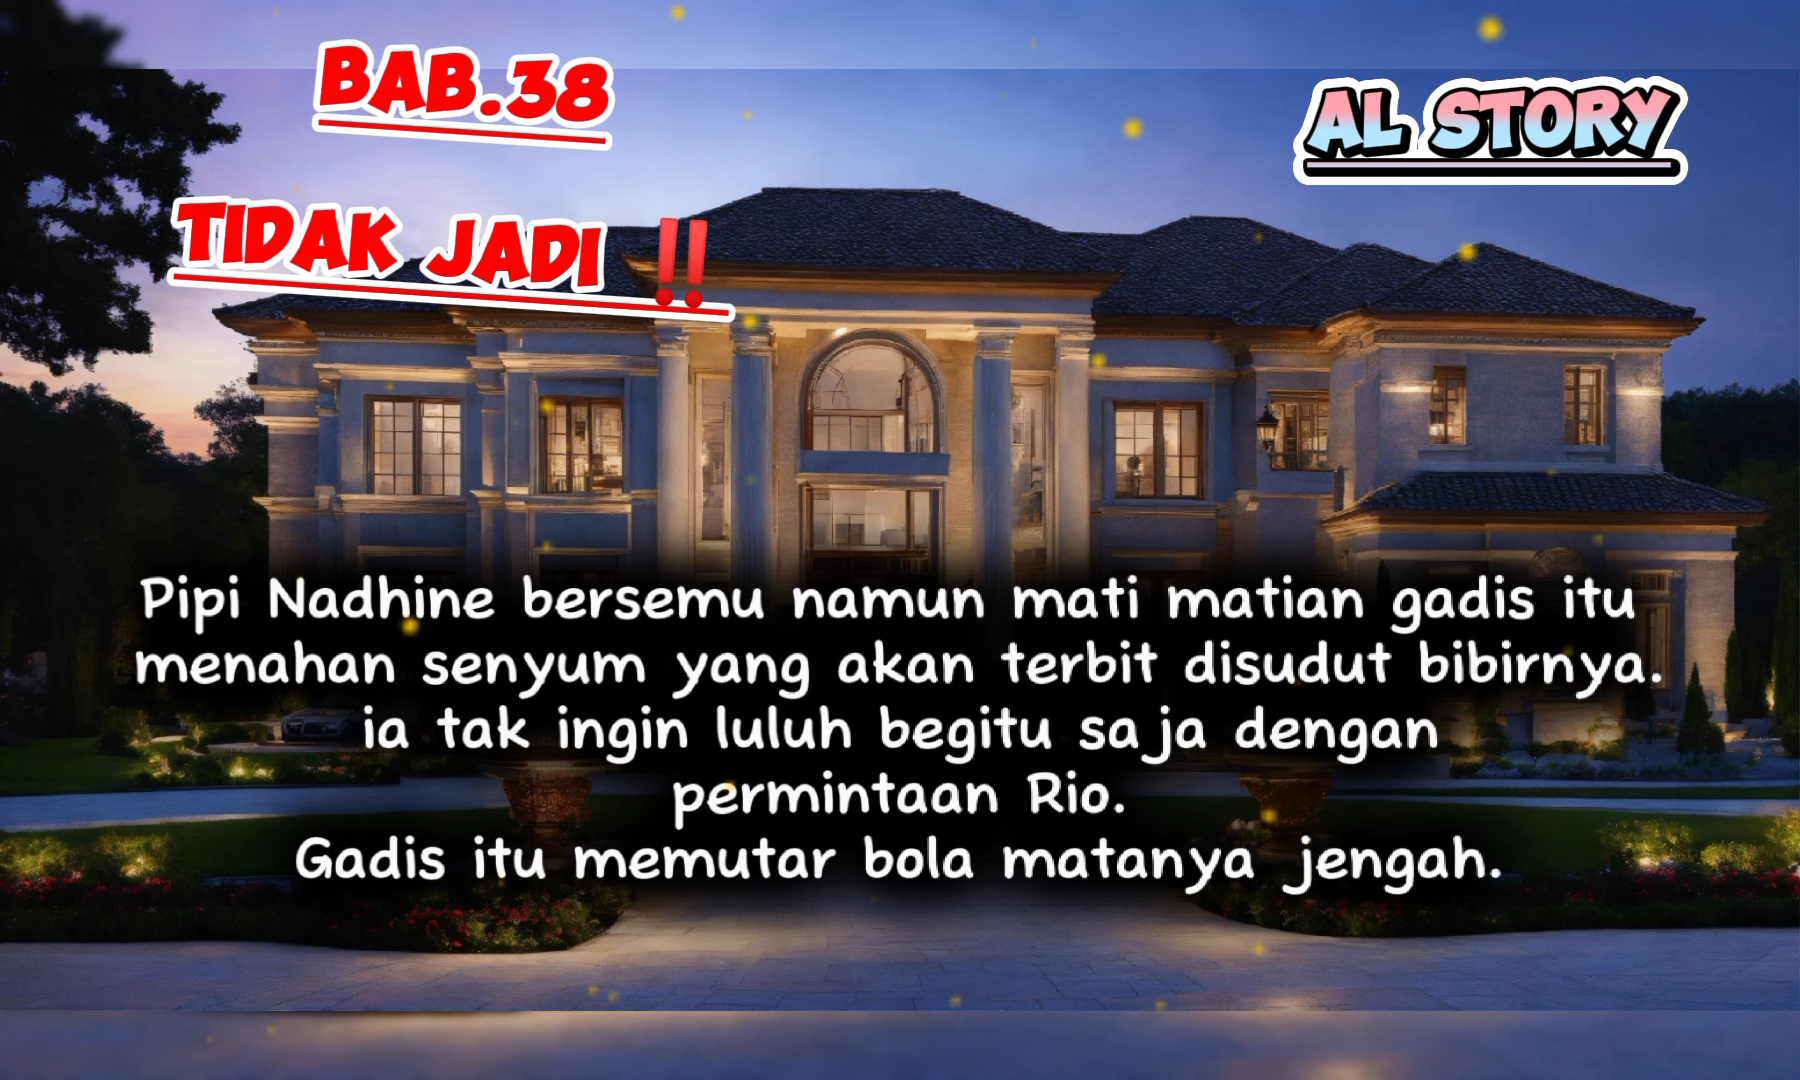 BAB.38
AL STORY
TIDAK JADI ‼
Pipi Nadhine bersemu namun mati matian gadis itu
menahan senyum yang akan terbit disudut bibirnya.
ia tak ingin luluh begitu saja dengan
permintaan Rio.
Gadis itu memutar bola matanya jengah.